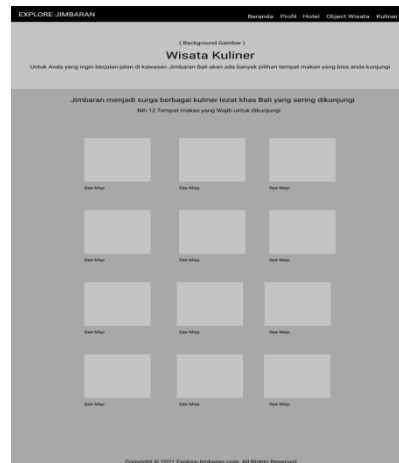 EXPLORE JIMBARAN
Beranda Profil Hotel Object Wisata Kuliner
( Background Gambar )
Wisata Kuliner
Untuk Anda yang ingin berjalan-jalan di kawasan Jimbaran Bali akan ada banyak pilihan tempat makan yang bisa anda kunjungi
Jimbaran menjadi surga berbagai kuliner lezat khas Bali yang sering dikunjungi
Nih 12 Tempat makan yang Wajib untuk dikunjungi
See Map See Map See Map
See Map See Map See Map
See Map See Map See Map
See Map See Map See Map
Copyright © 2021 ExploreJimbaran.com. All Rights Reserved